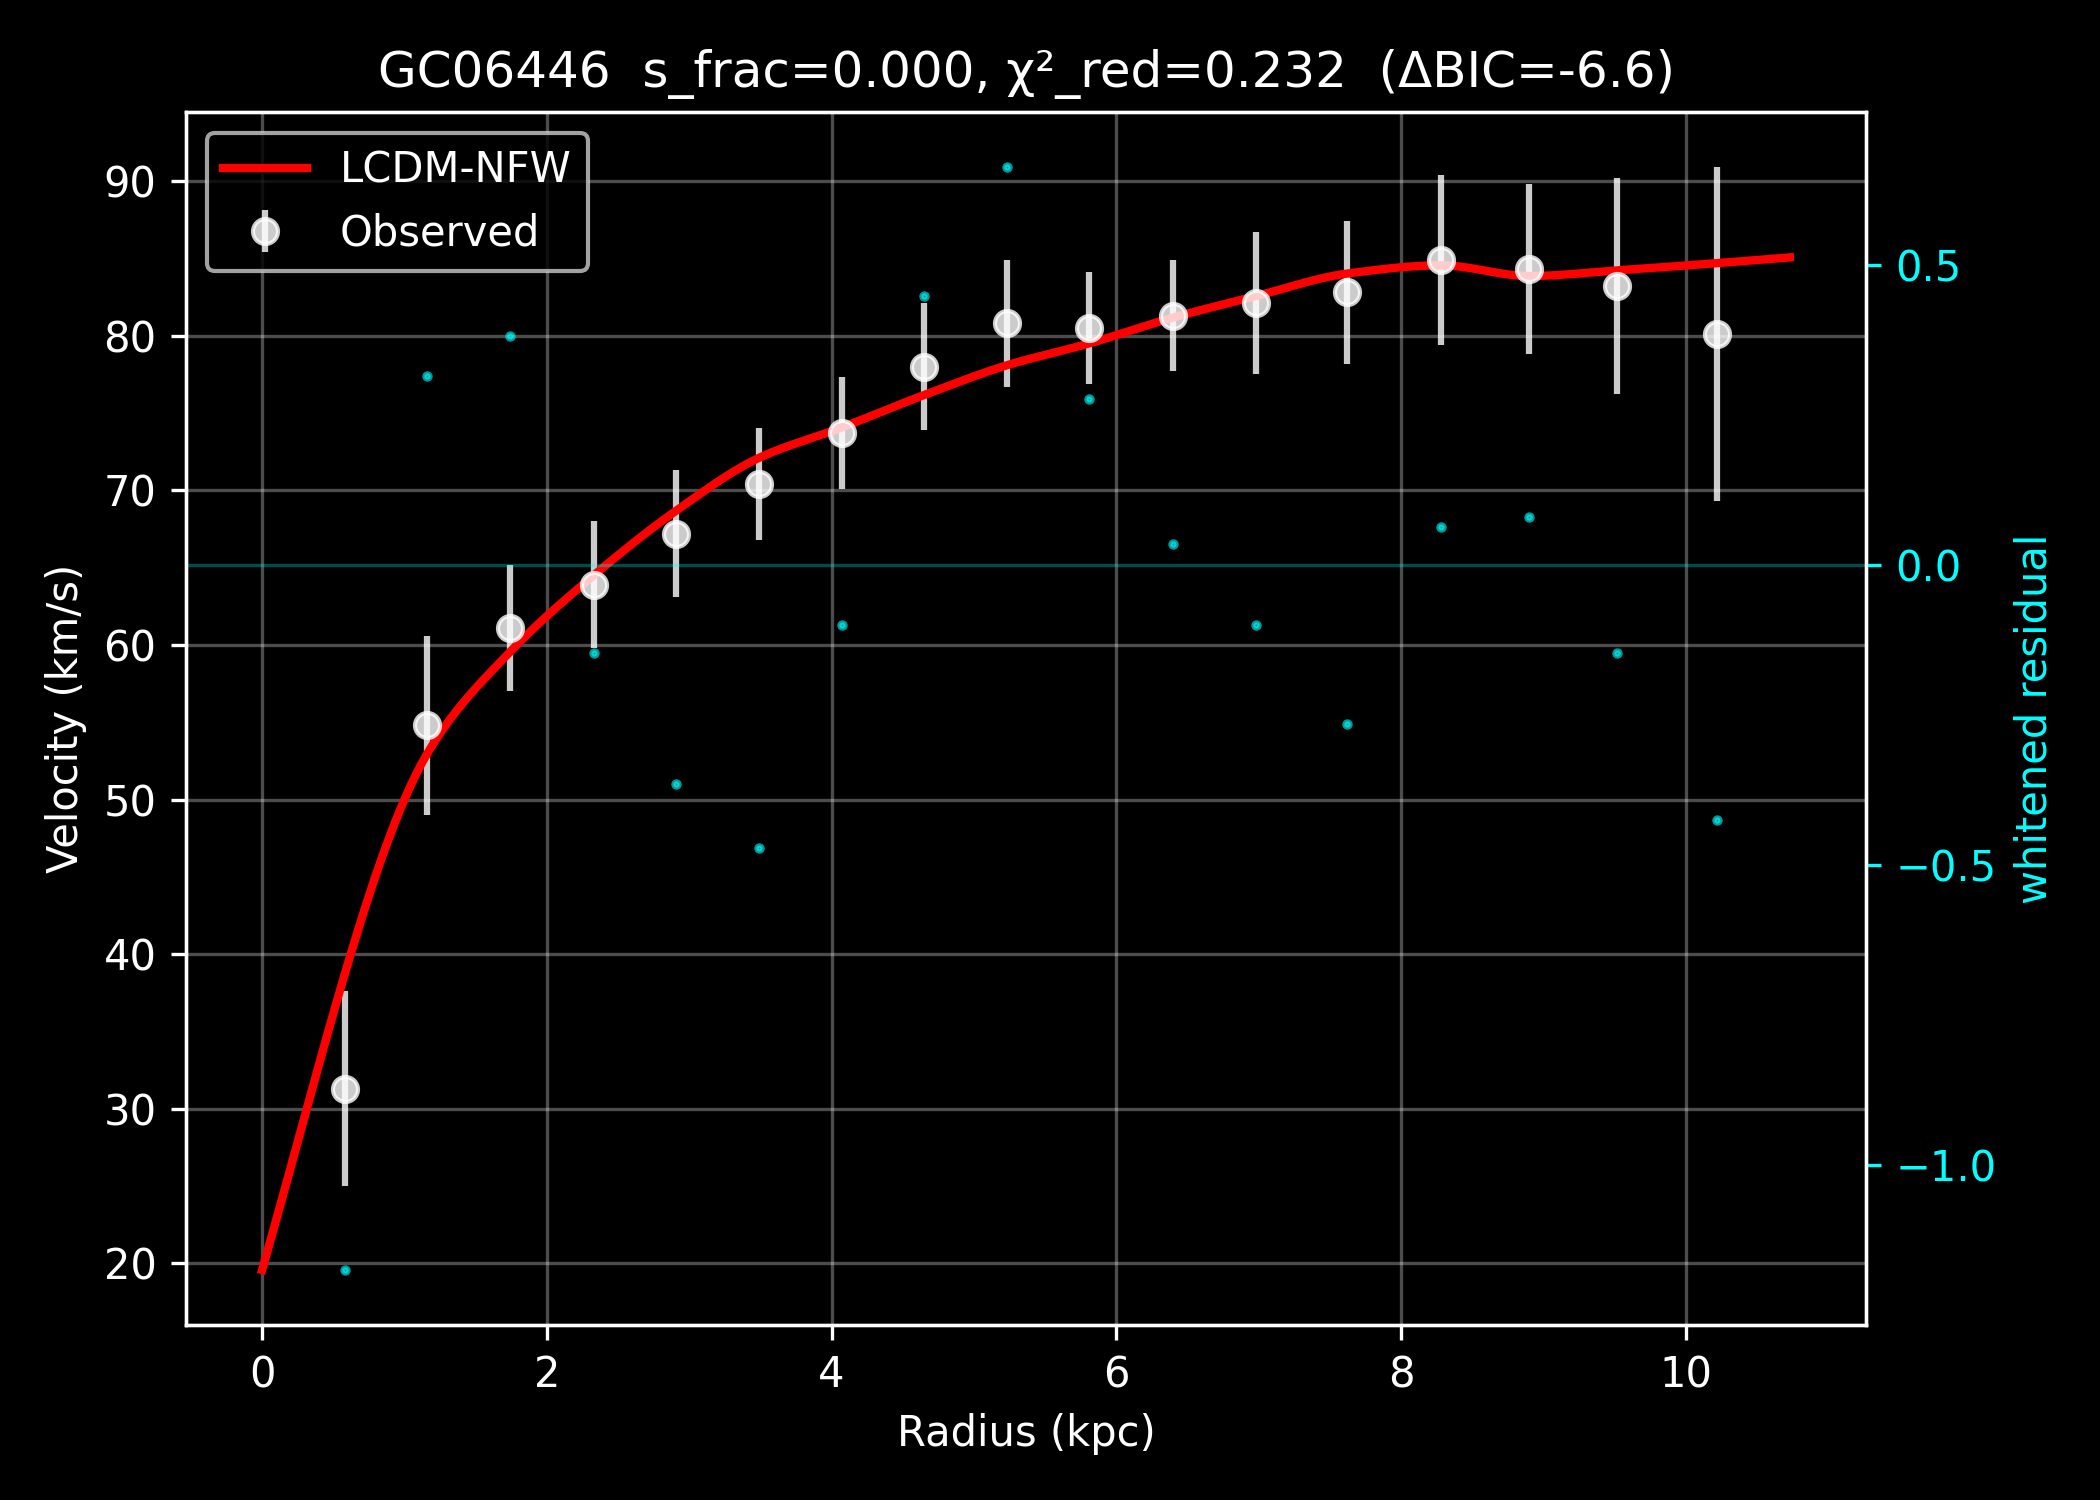 GC06446  s_frac=0.000, χ²_red=0.232  (ΔBIC=-6.6)
LCDM-NFW
Observed
90
80
70
60
50
40
30
20
Velocity (km/s)
0.5
0.0
−0.5
−1.0
whitened residual
0 2 4 6 8 10
Radius (kpc)